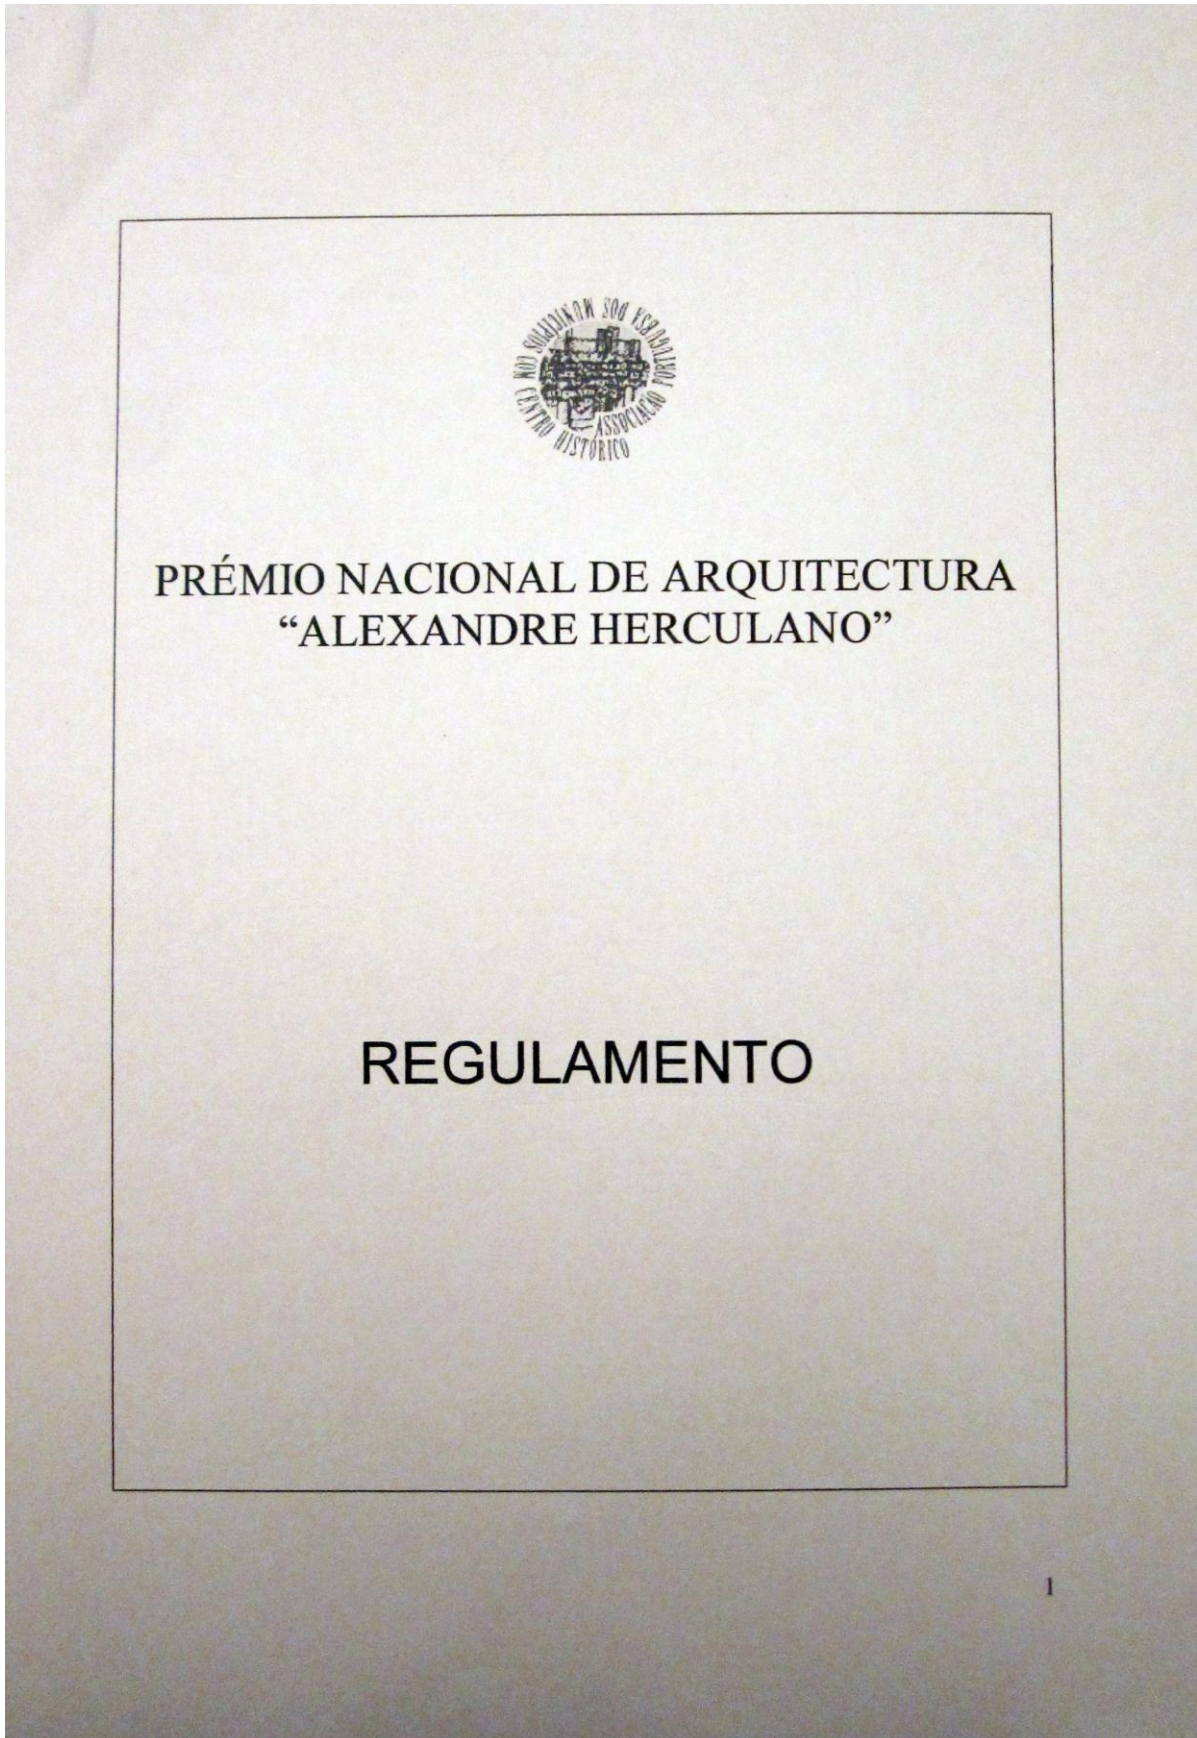 ASSOCIAÇÃO PORTUGUESA DOS MUNICÍPIOS COM CENTRO HISTÓRICO
PRÉMIO NACIONAL DE ARQUITECTURA
“ALEXANDRE HERCULANO”
REGULAMENTO
1